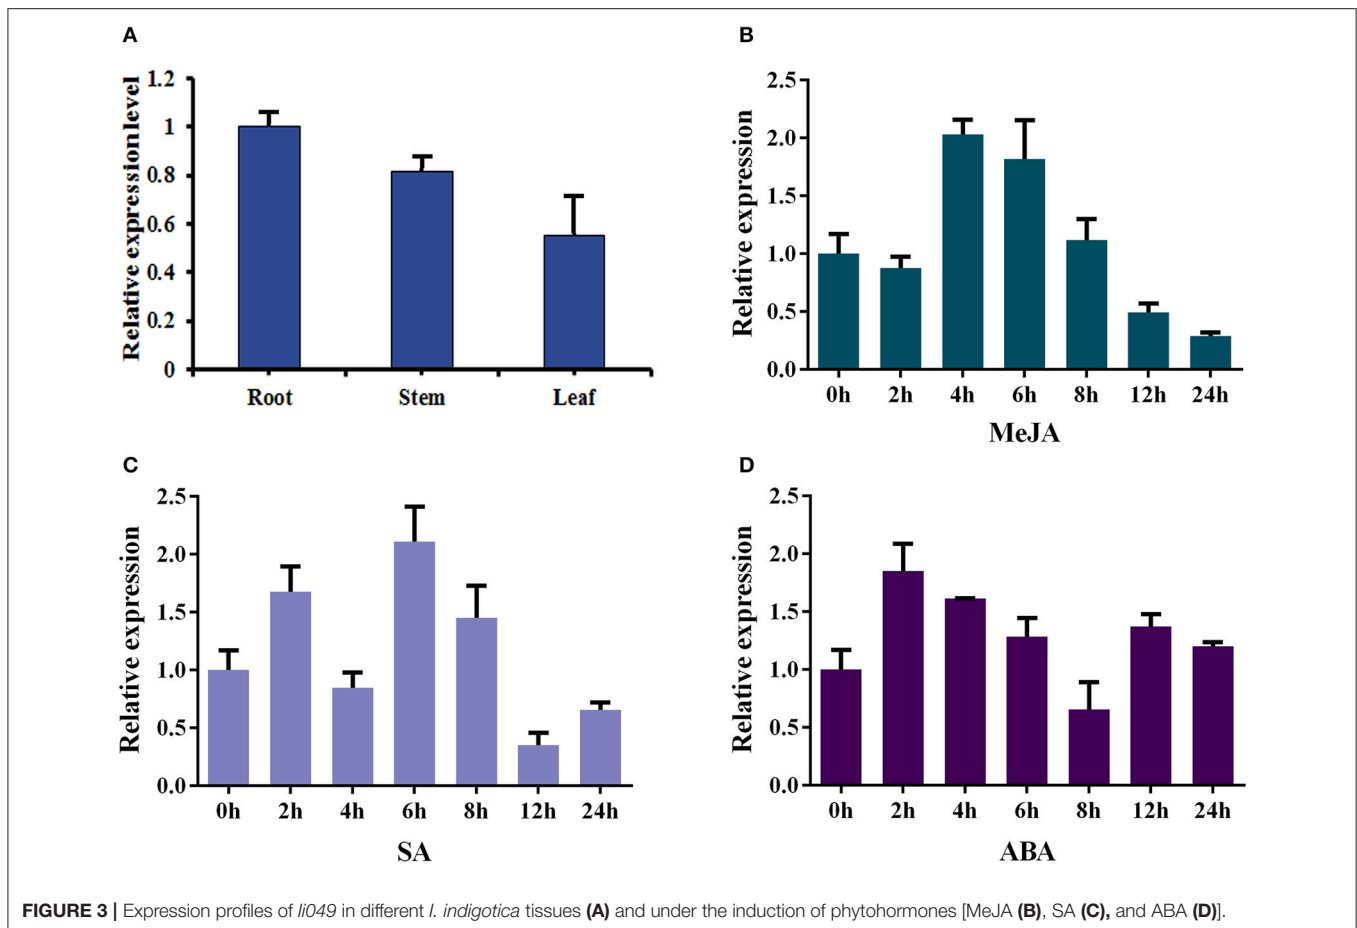 A
Relative expression level
1.2
1
0.8
0.6
0.4
0.2
0
Root Stem Leaf
B
Relative expression
2.5
2.0
1.5
1.0
0.5
0.0
0h 2h 4h 6h 8h 12h 24h
MeJA
C
Relative expression
2.5
2.0
1.5
1.0
0.5
0.0
0h 2h 4h 6h 8h 12h 24h
SA
D
Relative expression
2.5
2.0
1.5
1.0
0.5
0.0
0h 2h 4h 6h 8h 12h 24h
ABA
FIGURE 3 | Expression profiles of Ii049 in different I. indigotica tissues (A) and under the induction of phytohormones [MeJA (B), SA (C), and ABA (D)].